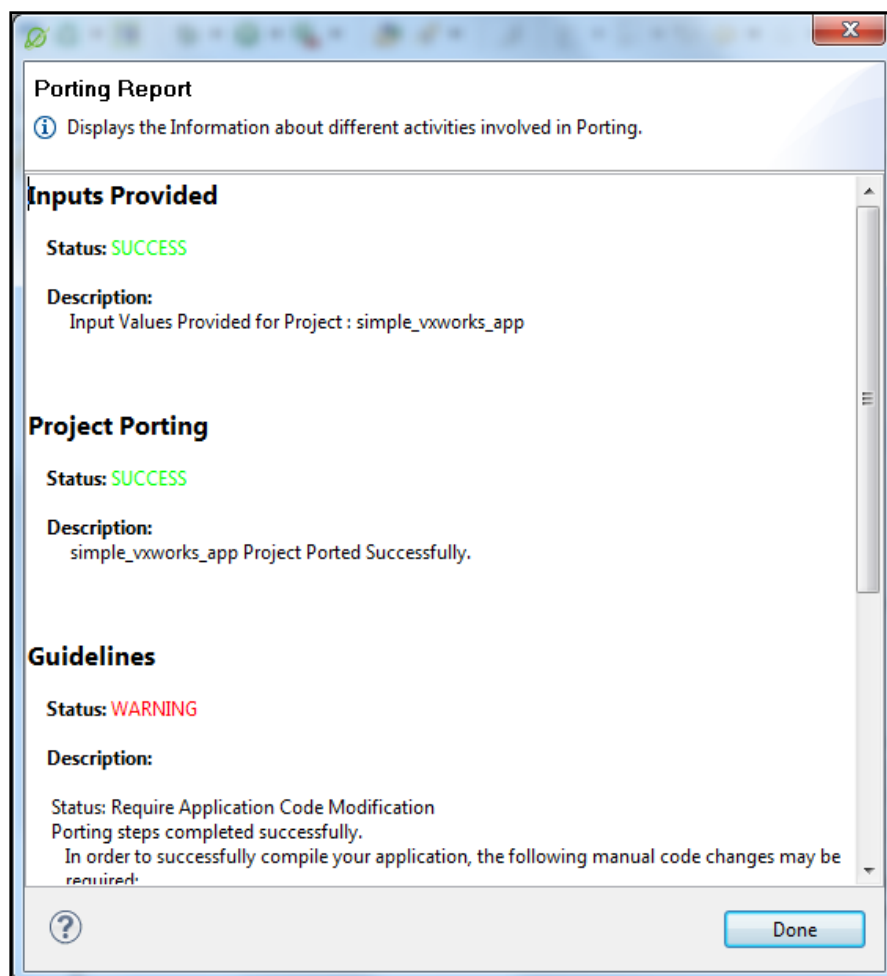 X
Porting Report
Displays the Information about different activities involved in Porting.
Inputs Provided
Status: SUCCESS
Description:
Input Values Provided for Project : simple_vxworks_app
Project Porting
Status: SUCCESS
Description:
simple_vxworks_app Project Ported Successfully.
Guidelines
Status: WARNING
Description:
Status: Require Application Code Modification
Porting steps completed successfully.
In order to successfully compile your application, the following manual code changes may be
required:
?
Done